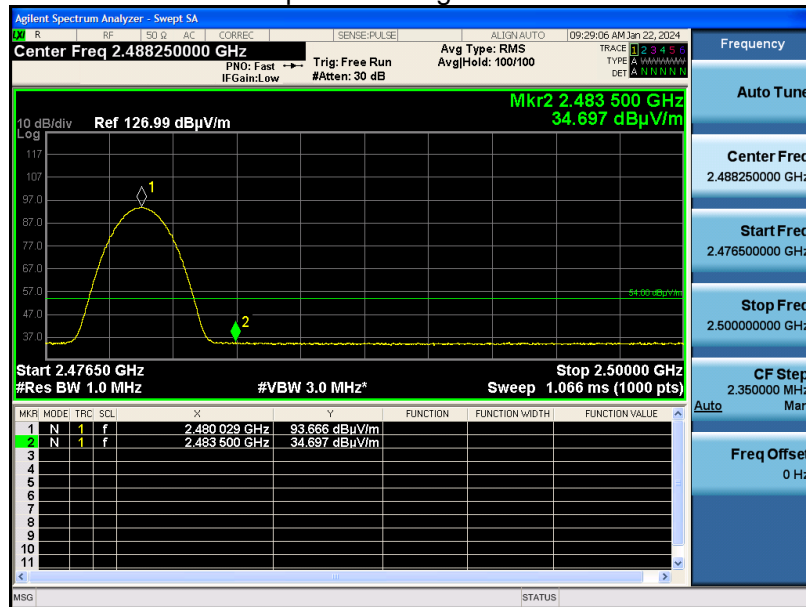 Agilent Spectrum Analyzer - Swept SA
LXI R RF 50 Ω AC CORREC SENSE:PULSE ALIGN AUTO 09:29:06 AM Jan 22, 2024
Center Freq 2.488250000 GHz
PNO: Fast
IFGain:Low
Trig: Free Run
#Atten: 30 dB
Avg Type: RMS
Avg|Hold: 100/100
TRACE 1 2 3 4 5 6
TYPE A WWWWW
DET A N N N N N
Frequency
Mkr2 2.483 500 GHz
34.697 dBµV/m
10 dB/div Ref 126.99 dBµV/m
Log
117
107
97.0
87.0
77.0
67.0
57.0
47.0
37.0
1
2
54.00 dBµV/m
Start 2.47650 GHz Stop 2.50000 GHz
#Res BW 1.0 MHz #VBW 3.0 MHz* Sweep 1.066 ms (1000 pts)
MKR MODE TRC SCL X Y FUNCTION FUNCTION WIDTH FUNCTION VALUE
1 N 1 f 2.480 029 GHz 93.666 dBµV/m
2 N 1 f 2.483 500 GHz 34.697 dBµV/m
3
4
5
6
7
8
9
10
11
Auto Tune
Center Freq
2.488250000 GHz
Start Freq
2.476500000 GHz
Stop Freq
2.500000000 GHz
CF Step
2.350000 MHz
Auto Man
Freq Offset
0 Hz
MSG STATUS